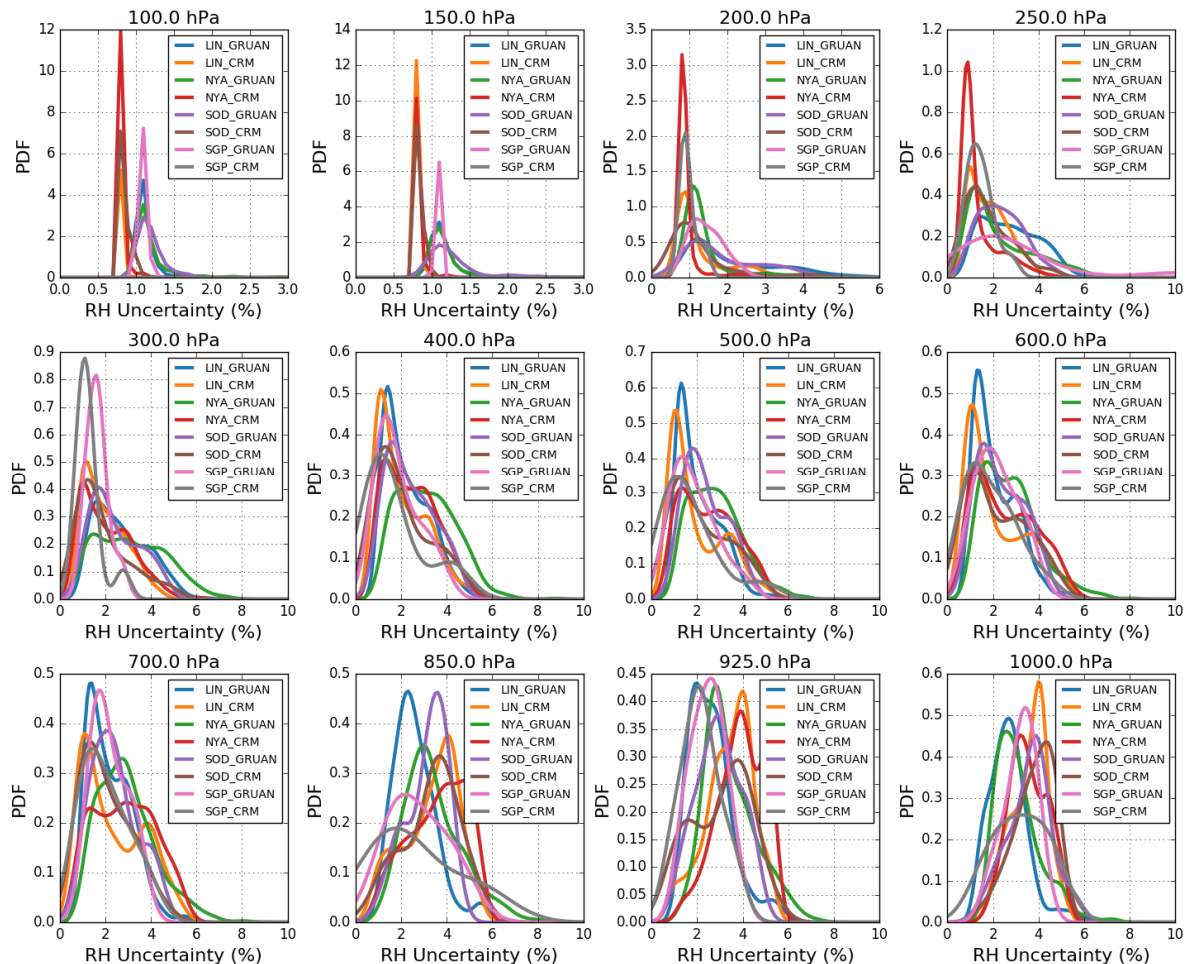 100.0 hPa
12
10
8
6
4
2
0
PDF
LIN_GRUAN
LIN_CRM
NYA_GRUAN
NYA_CRM
SOD_GRUAN
SOD_CRM
SGP_GRUAN
SGP_CRM
0.0 0.5 1.0 1.5 2.0 2.5 3.0
RH Uncertainty (%)
150.0 hPa
14
12
10
8
6
4
2
0
PDF
LIN_GRUAN
LIN_CRM
NYA_GRUAN
NYA_CRM
SOD_GRUAN
SOD_CRM
SGP_GRUAN
SGP_CRM
0.0 0.5 1.0 1.5 2.0 2.5 3.0
RH Uncertainty (%)
200.0 hPa
3.5
3.0
2.5
2.0
1.5
1.0
0.5
0.0
PDF
LIN_GRUAN
LIN_CRM
NYA_GRUAN
NYA_CRM
SOD_GRUAN
SOD_CRM
SGP_GRUAN
SGP_CRM
0 1 2 3 4 5 6
RH Uncertainty (%)
250.0 hPa
1.2
1.0
0.8
0.6
0.4
0.2
0.0
PDF
LIN_GRUAN
LIN_CRM
NYA_GRUAN
NYA_CRM
SOD_GRUAN
SOD_CRM
SGP_GRUAN
SGP_CRM
0 2 4 6 8 10
RH Uncertainty (%)
300.0 hPa
0.9
0.8
0.7
0.6
0.5
0.4
0.3
0.2
0.1
0.0
PDF
LIN_GRUAN
LIN_CRM
NYA_GRUAN
NYA_CRM
SOD_GRUAN
SOD_CRM
SGP_GRUAN
SGP_CRM
0 2 4 6 8 10
RH Uncertainty (%)
400.0 hPa
0.6
0.5
0.4
0.3
0.2
0.1
0.0
PDF
LIN_GRUAN
LIN_CRM
NYA_GRUAN
NYA_CRM
SOD_GRUAN
SOD_CRM
SGP_GRUAN
SGP_CRM
0 2 4 6 8 10
RH Uncertainty (%)
500.0 hPa
0.7
0.6
0.5
0.4
0.3
0.2
0.1
0.0
PDF
LIN_GRUAN
LIN_CRM
NYA_GRUAN
NYA_CRM
SOD_GRUAN
SOD_CRM
SGP_GRUAN
SGP_CRM
0 2 4 6 8 10
RH Uncertainty (%)
600.0 hPa
0.6
0.5
0.4
0.3
0.2
0.1
0.0
PDF
LIN_GRUAN
LIN_CRM
NYA_GRUAN
NYA_CRM
SOD_GRUAN
SOD_CRM
SGP_GRUAN
SGP_CRM
0 2 4 6 8 10
RH Uncertainty (%)
700.0 hPa
0.5
0.4
0.3
0.2
0.1
0.0
PDF
LIN_GRUAN
LIN_CRM
NYA_GRUAN
NYA_CRM
SOD_GRUAN
SOD_CRM
SGP_GRUAN
SGP_CRM
0 2 4 6 8 10
RH Uncertainty (%)
850.0 hPa
0.5
0.4
0.3
0.2
0.1
0.0
PDF
LIN_GRUAN
LIN_CRM
NYA_GRUAN
NYA_CRM
SOD_GRUAN
SOD_CRM
SGP_GRUAN
SGP_CRM
0 2 4 6 8 10
RH Uncertainty (%)
925.0 hPa
0.45
0.40
0.35
0.30
0.25
0.20
0.15
0.10
0.05
0.00
PDF
LIN_GRUAN
LIN_CRM
NYA_GRUAN
NYA_CRM
SOD_GRUAN
SOD_CRM
SGP_GRUAN
SGP_CRM
0 2 4 6 8 10
RH Uncertainty (%)
1000.0 hPa
0.6
0.5
0.4
0.3
0.2
0.1
0.0
PDF
LIN_GRUAN
LIN_CRM
NYA_GRUAN
NYA_CRM
SOD_GRUAN
SOD_CRM
SGP_GRUAN
SGP_CRM
0 2 4 6 8 10
RH Uncertainty (%)